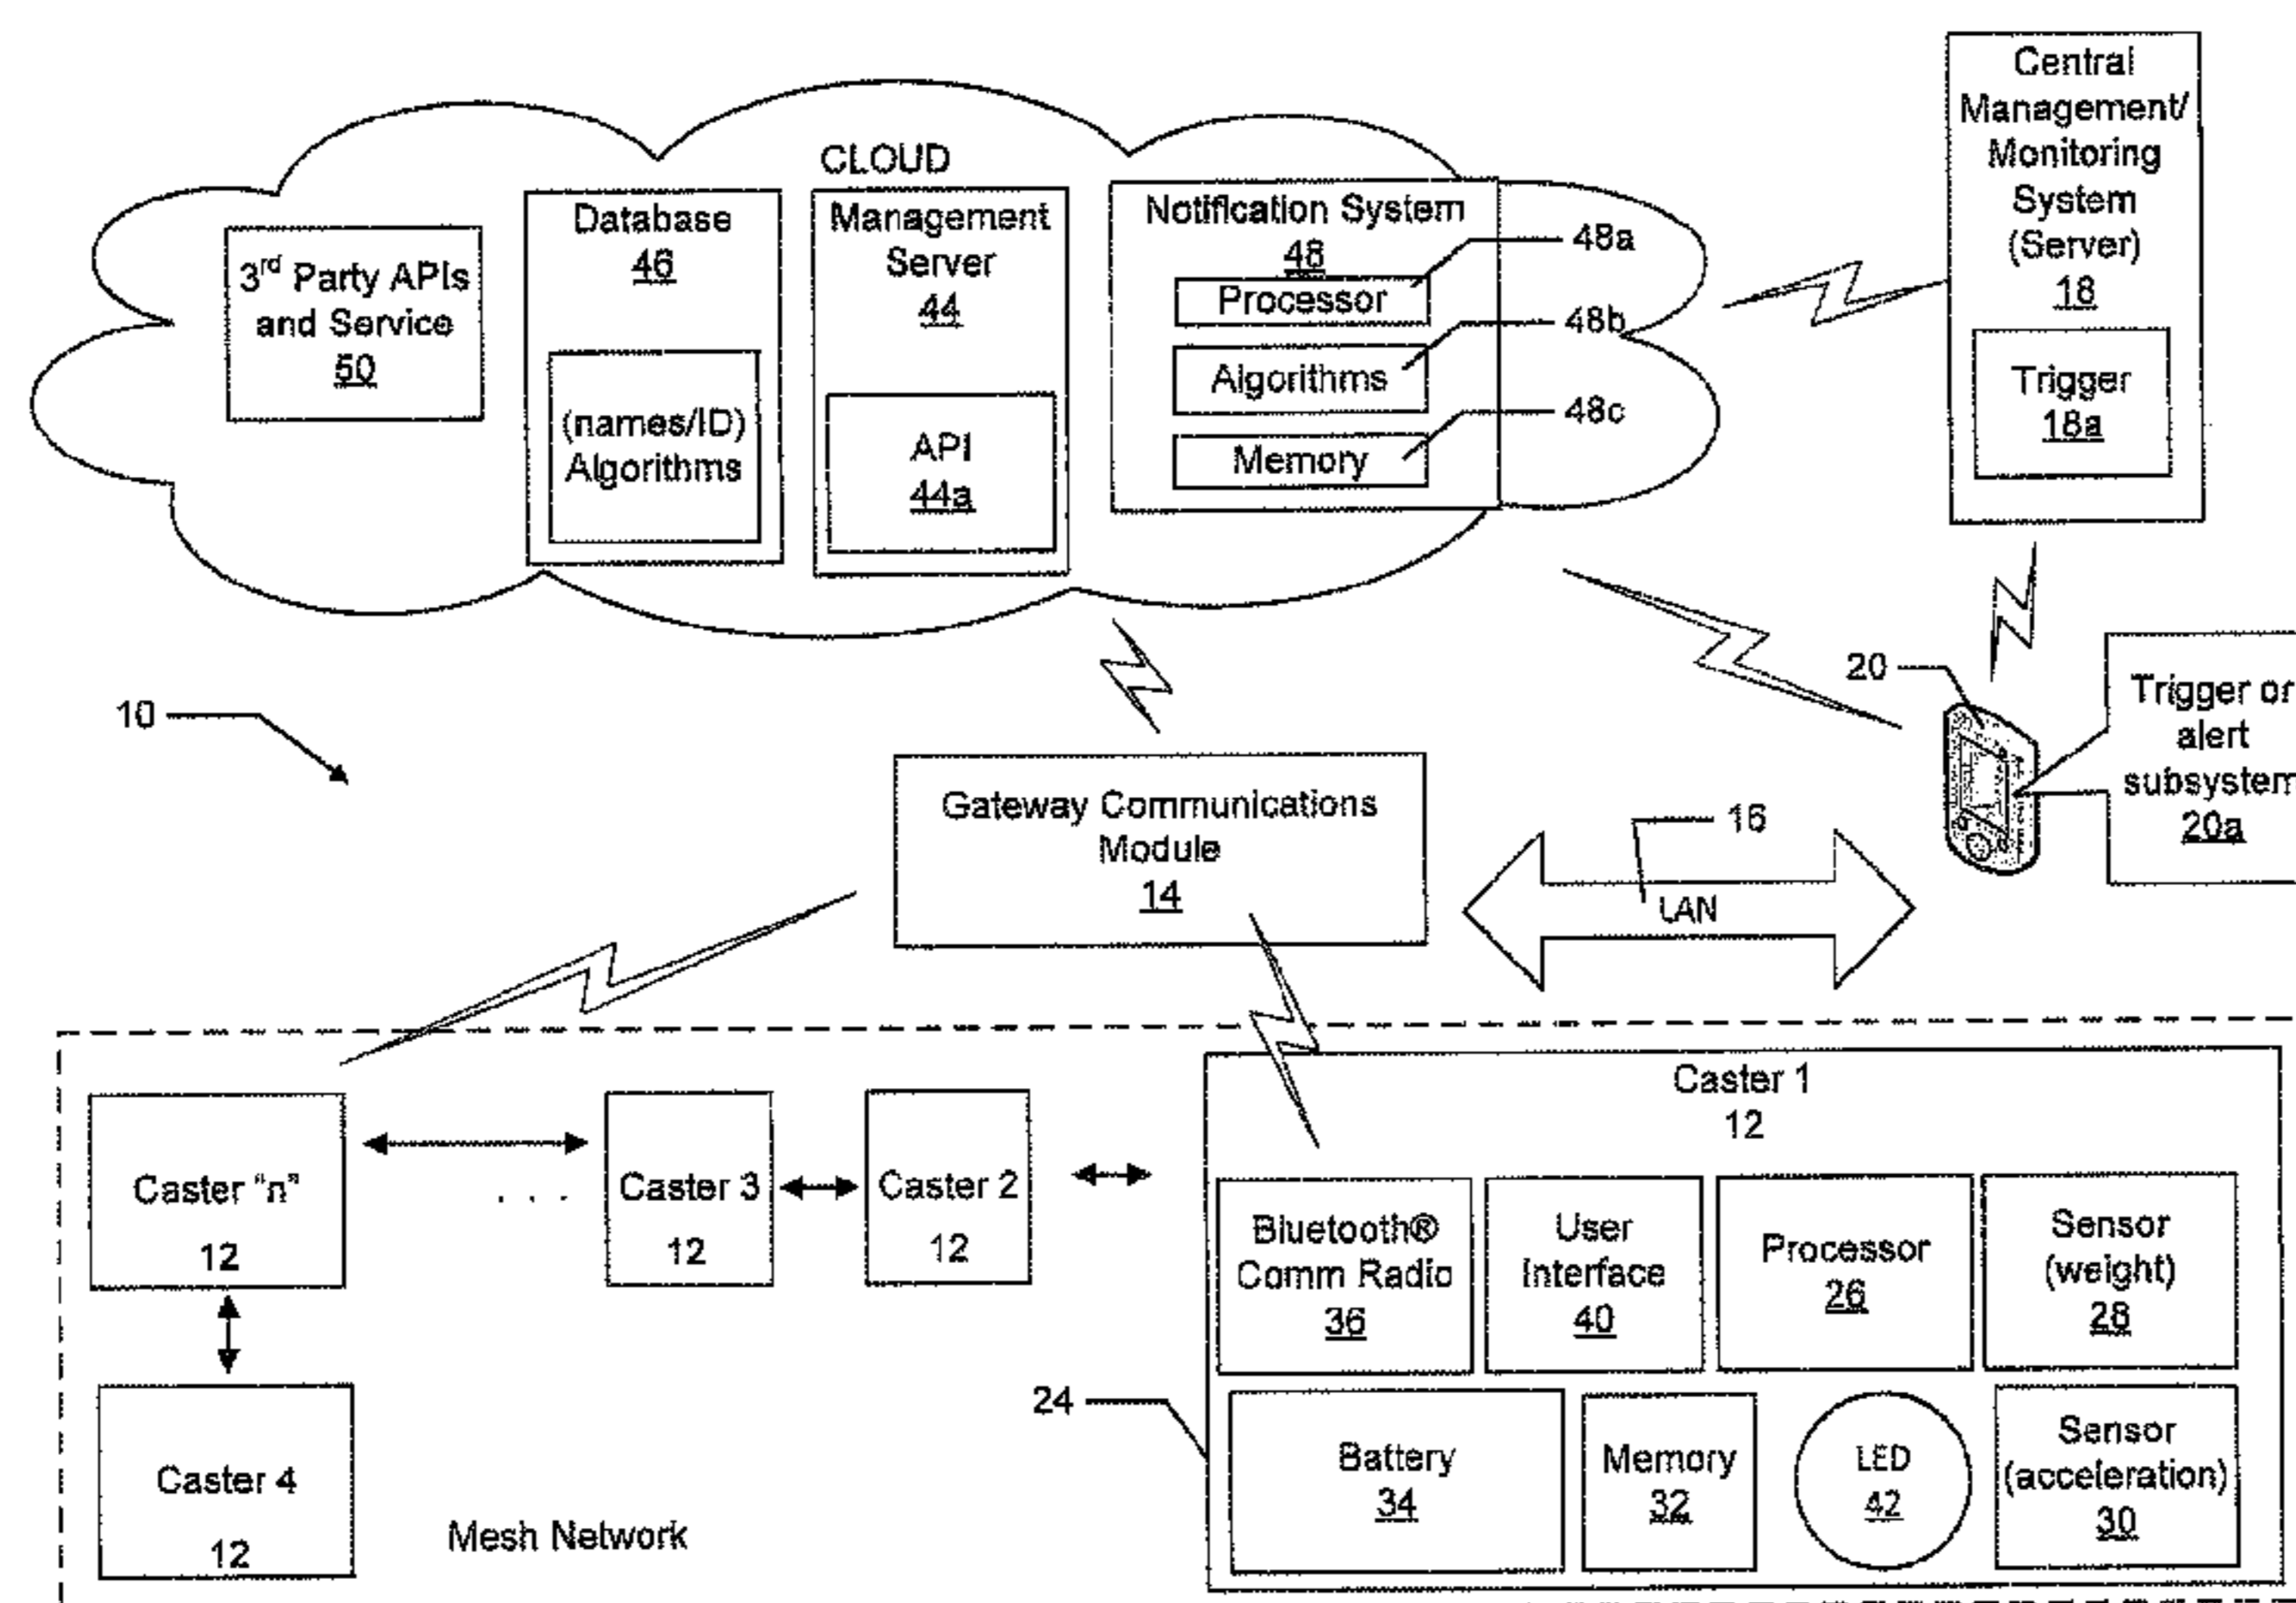 CLOUD
3rd Party APIs
and Service
50
Database
46
(names/ID)
Algorithms
Management
Server
44
API
44a
Notification System
48
Processor
Algorithms
Memory
48a
48b
48c
Central
Management/
Monitoring
System
(Server)
18
Trigger
18a
10
20
Trigger or
alert
subsystem
20a
Gateway Communications
Module
14
16
LAN
Caster "n"
12
. . .
Caster 3
12
Caster 2
12
Caster 4
12
Mesh Network
24
Caster 1
12
Bluetooth®
Comm Radio
36
User
Interface
40
Processor
26
Sensor
(weight)
28
Battery
34
Memory
32
LED
42
Sensor
(acceleration)
30